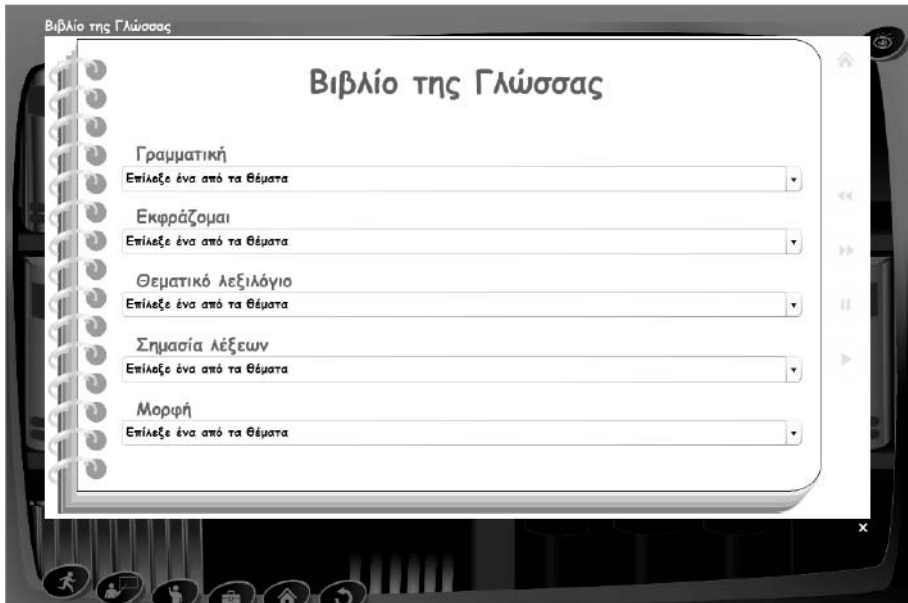 Βιβλίο της Γλώσσας
Βιβλίο της Γλώσσας
Γραμματική
Επίλεξε ένα από τα θέματα
Εκφράζομαι
Επίλεξε ένα από τα θέματα
Θεματικό λεξιλόγιο
Επίλεξε ένα από τα θέματα
Σημασία λέξεων
Επίλεξε ένα από τα θέματα
Μορφή
Επίλεξε ένα από τα θέματα